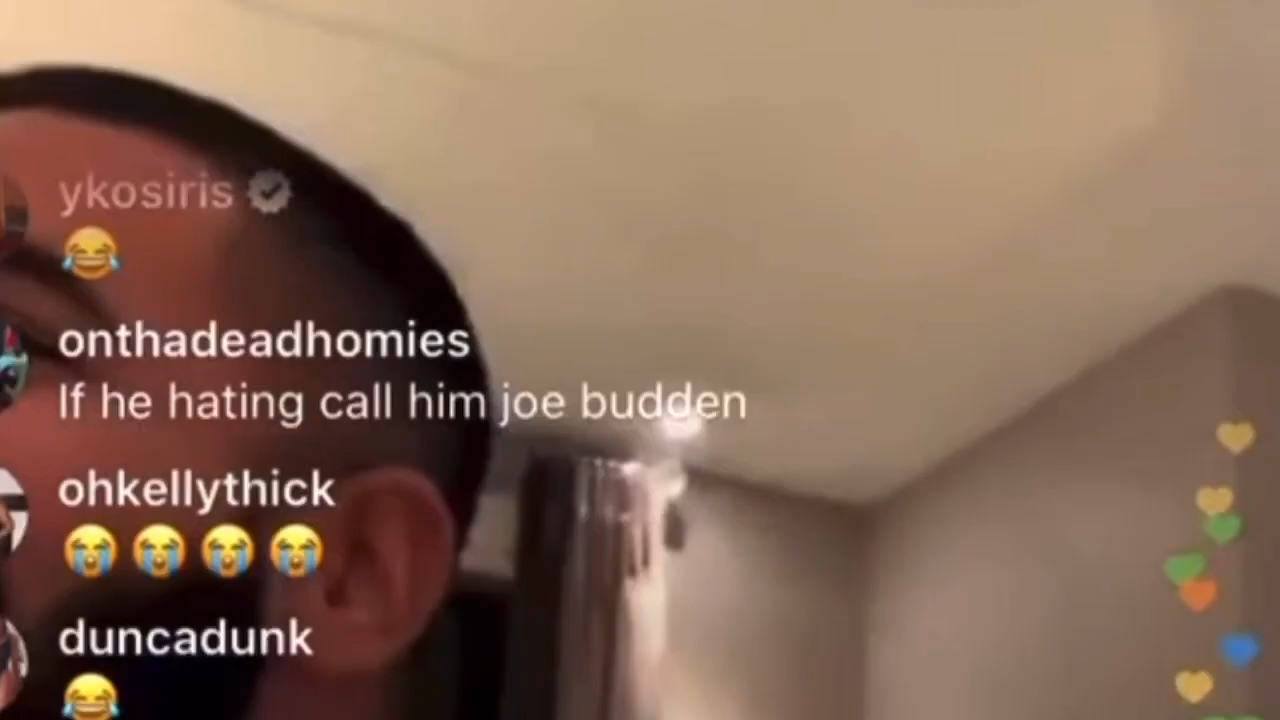 ykosiris
😂
onthadeadhomies
If he hating call him joe budden
ohkellythick
😭😭😭😭
duncadunk
😂